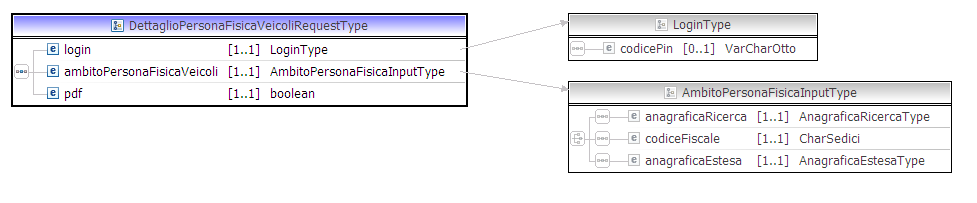 DettaglioPersonaFisicaVeicoliRequestType
e login [1..1] LoginType
e ambitoPersonaFisicaVeicoli [1..1] AmbitoPersonaFisicaInputType
e pdf [1..1] boolean
LoginType
e codicePin [0..1] VarCharOtto
AmbitoPersonaFisicaInputType
e anagraficaRicerca [1..1] AnagraficaRicercaType
e codiceFiscale [1..1] CharSedici
e anagraficaEstesa [1..1] AnagraficaEstesaType